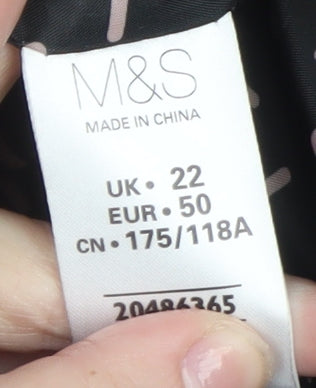 M&S
MADE IN CHINA
UK • 22
EUR • 50
CN • 175/118A
20486365